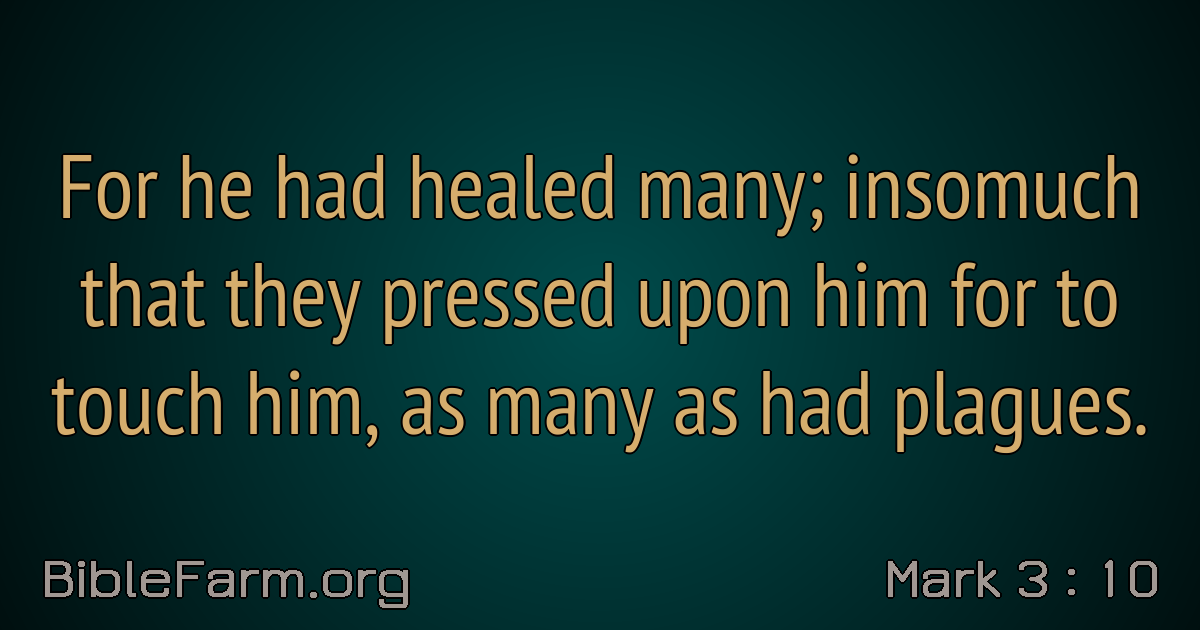 For he had healed many; insomuch
that they pressed upon him for to
touch him, as many as had plagues.
BibleFarm.org
Mark 3 : 10